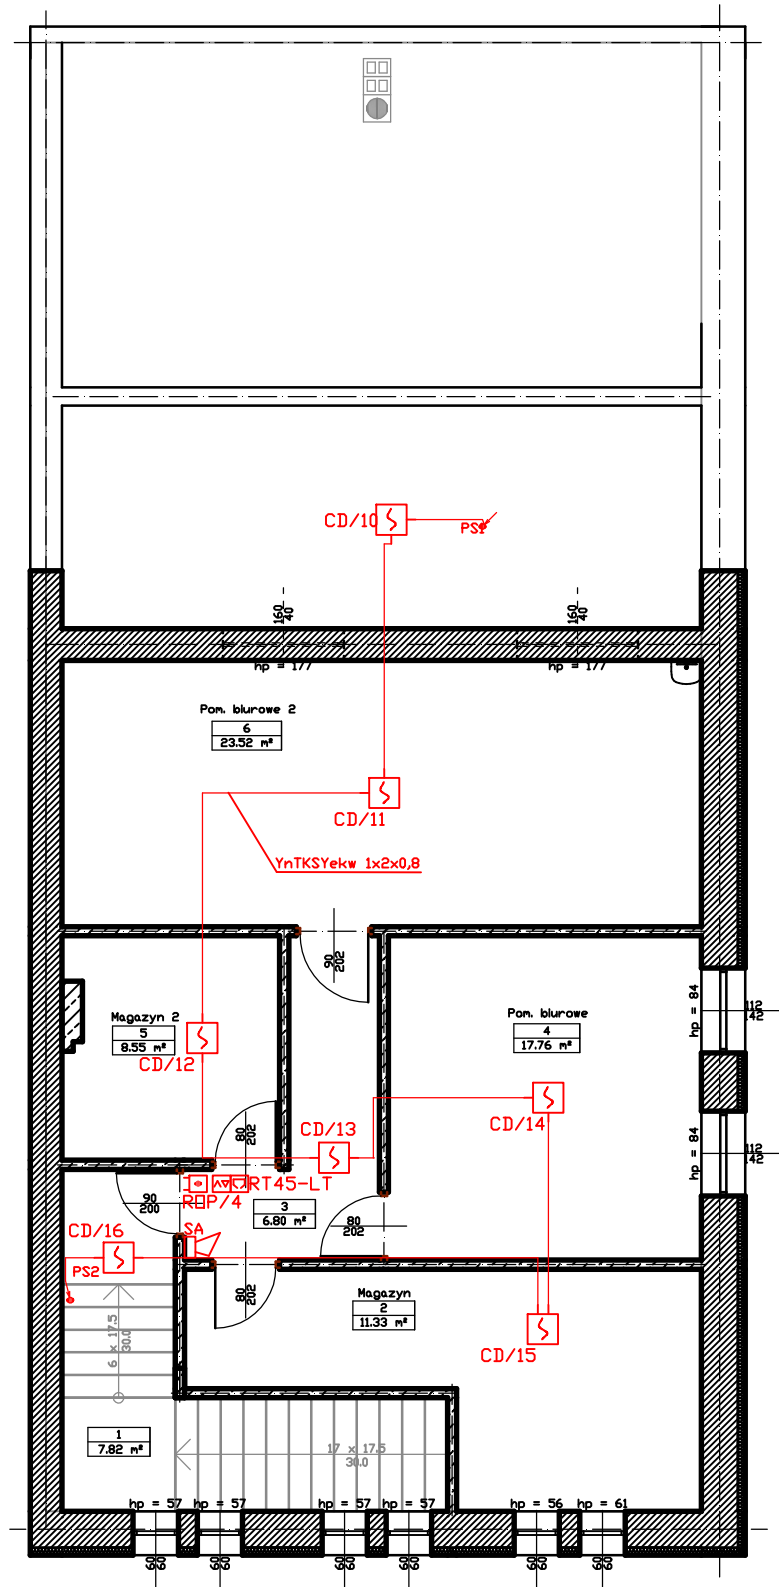 CD/10
PS1
160
40
160
40
hp = 177
hp = 177
Pom. biurowe 2
6
23.52 m²
CD/11
YnTKSYekw 1x2x0,8
90
202
hp = 84
112
142
Magazyn 2
5
8.55 m²
Pom. biurowe
4
17.76 m²
CD/12
CD/14
CD/13
80
202
hp = 84
112
142
RT45-LT
ROP/4
90
200
3
6.80 m²
80
202
SA
CD/16
PS2
80
202
Magazyn
2
11.33 m²
6 x 17.5
30.0
CD/15
1
7.82 m²
17 x 17.5
30.0
hp = 57
hp = 57
hp = 57
hp = 57
hp = 56
hp = 61
60
60
60
60
60
60
60
60
60
60
60
60